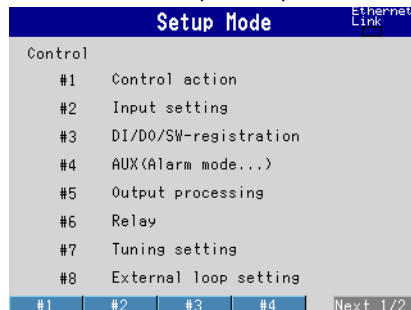 Setup Mode
Ethernet
Link
Control
#1 Control action
#2 Input setting
#3 DI/DO/SW-registration
#4 AUX(Alarm mode...)
#5 Output processing
#6 Relay
#7 Tuning setting
#8 External loop setting
#1 #2 #3 #4 Next 1/2